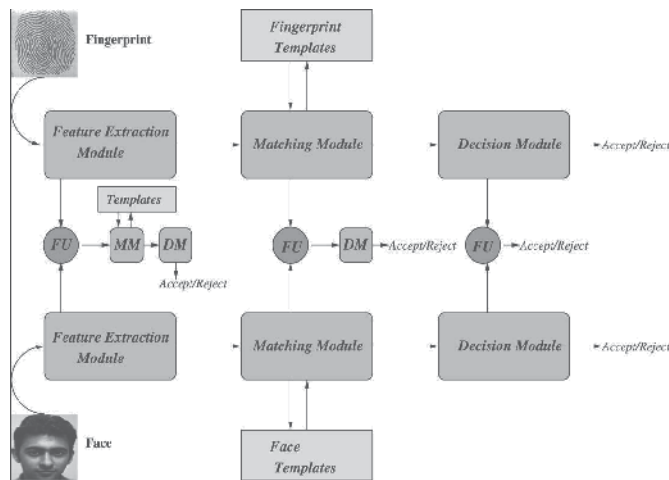 Fingerprint
Fingerprint
Templates
Feature Extraction
Module
Matching Module
Decision Module
Accept/Reject
Templates
FU
MM
DM
Accept/Reject
FU
DM
Accept/Reject
FU
Accept/Reject
Feature Extraction
Module
Matching Module
Decision Module
Accept/Reject
Face
Face
Templates